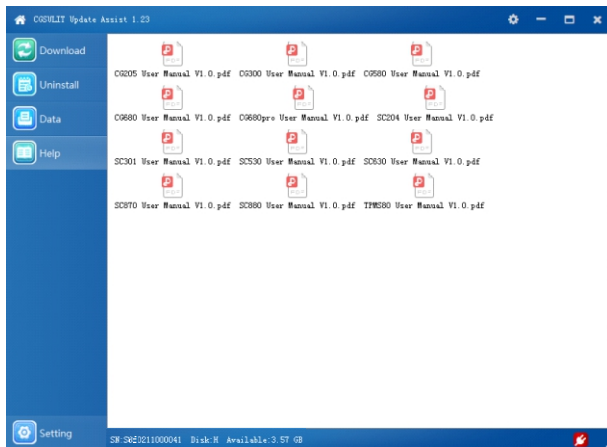 CGSULIT Update Assist 1.23
Download
Uninstall
Data
Help
CG205 User Manual V1.0.pdf CG300 User Manual V1.0.pdf CG580 User Manual V1.0.pdf
CG680 User Manual V1.0.pdf CG680pro User Manual V1.0.pdf SC204 User Manual V1.0.pdf
SC301 User Manual V1.0.pdf SC530 User Manual V1.0.pdf SC630 User Manual V1.0.pdf
SC870 User Manual V1.0.pdf SC880 User Manual V1.0.pdf TPMS80 User Manual V1.0.pdf
Setting
Disk:H Available:3.57 GB